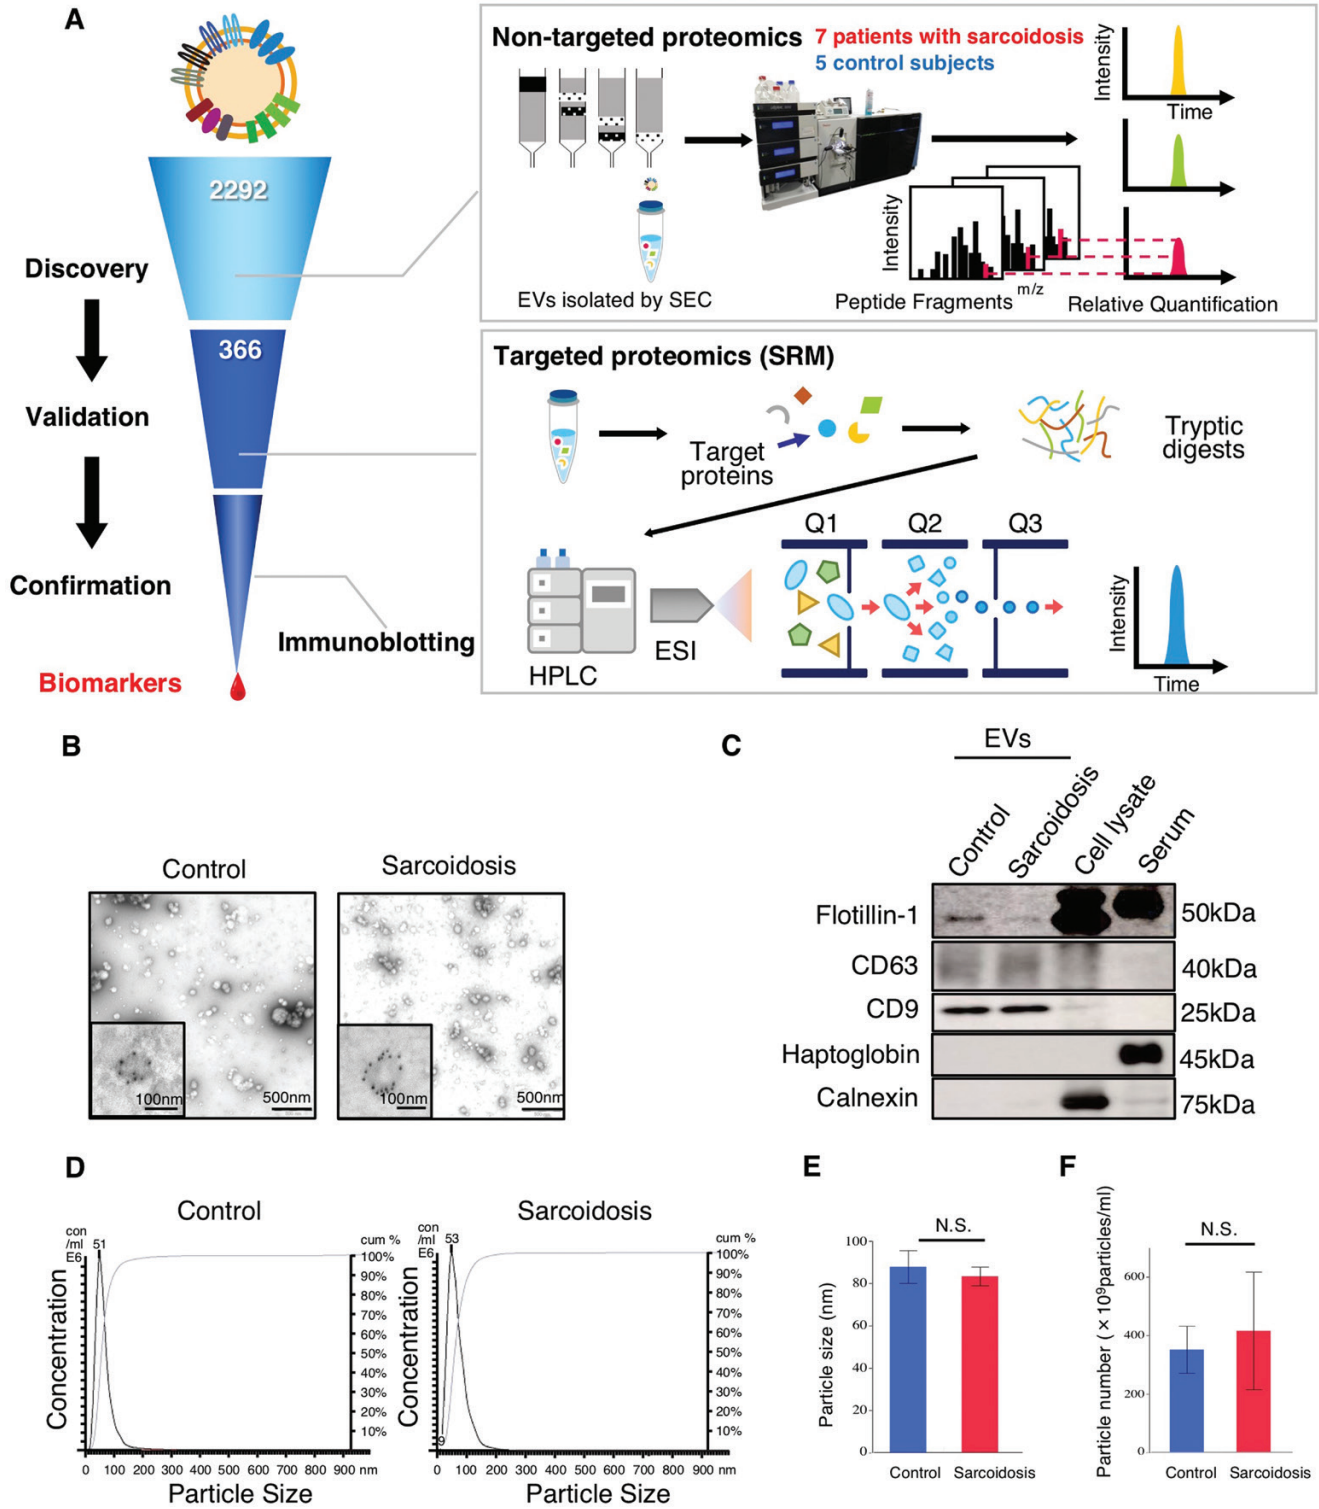 A
Non-targeted proteomics
7 patients with sarcoidosis
5 control subjects
Intensity
Time
2292
Intensity
m/z
EVs isolated by SEC
Peptide Fragments
Relative Quantification
Discovery
366
Targeted proteomics (SRM)
Validation
Target
proteins
Tryptic
digests
Q1
Q2
Q3
Confirmation
Immunoblotting
HPLC
ESI
Intensity
Time
Biomarkers
B
Control
Sarcoidosis
100nm
500nm
100nm
500nm
C
EVs
Control
Sarcoidosis
Cell lysate
Serum
Flotillin-1
50kDa
CD63
40kDa
CD9
25kDa
Haptoglobin
45kDa
Calnexin
75kDa
D
Control
con
/ml
E6
51
cum %
100%
90%
80%
70%
60%
50%
40%
30%
20%
10%
Concentration
0 100 200 300 400 500 600 700 800 900 nm
Particle Size
Sarcoidosis
con
/ml
E6
53
9
cum %
100%
90%
80%
70%
60%
50%
40%
30%
20%
10%
Concentration
0 100 200 300 400 500 600 700 800 900 nm
Particle Size
E
N.S.
Particle size (nm)
100
80
60
40
20
0
Control
Sarcoidosis
F
N.S.
Particle number (×10⁹particles/ml)
600
400
200
0
Control
Sarcoidosis